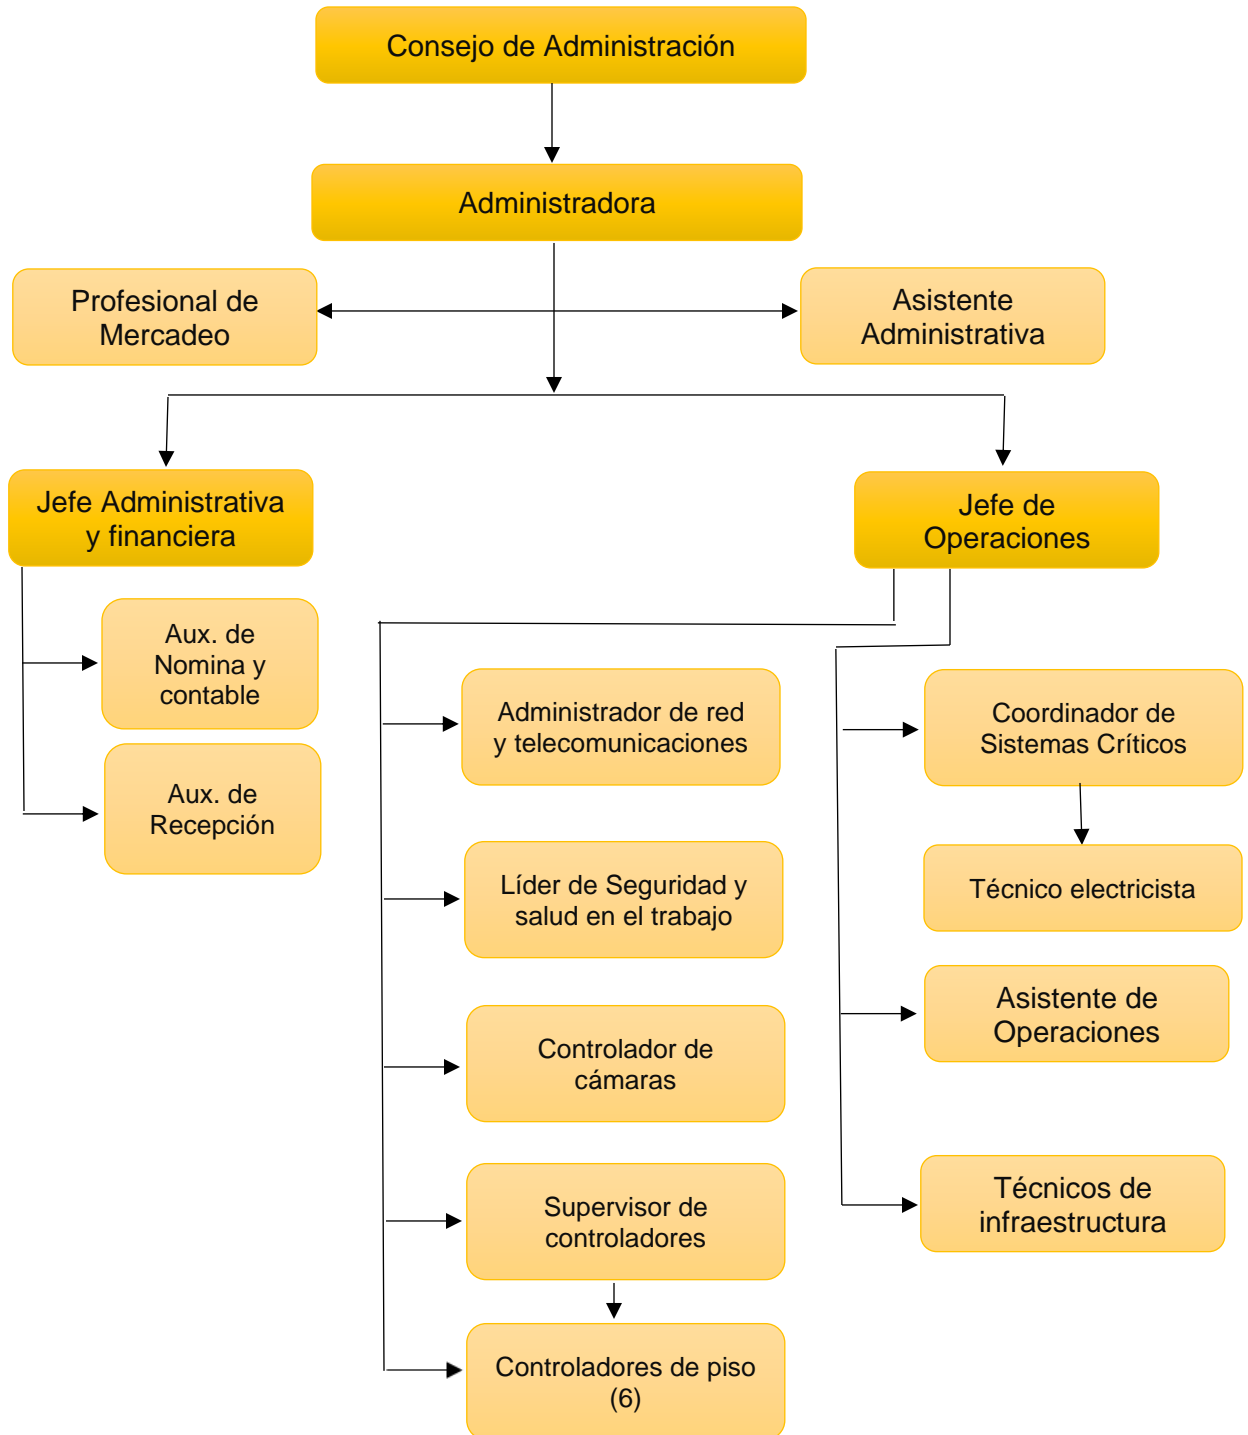 Consejo de Administración
Administradora
Profesional de
Mercadeo
Asistente
Administrativa
Jefe Administrativa
y financiera
Jefe de
Operaciones
Aux. de
Nomina y
contable
Aux. de
Recepción
Administrador de red
y telecomunicaciones
Líder de Seguridad y
salud en el trabajo
Controlador de
cámaras
Supervisor de
controladores
Controladores de piso
(6)
Coordinador de
Sistemas Críticos
Técnico electricista
Asistente de
Operaciones
Técnicos de
infraestructura